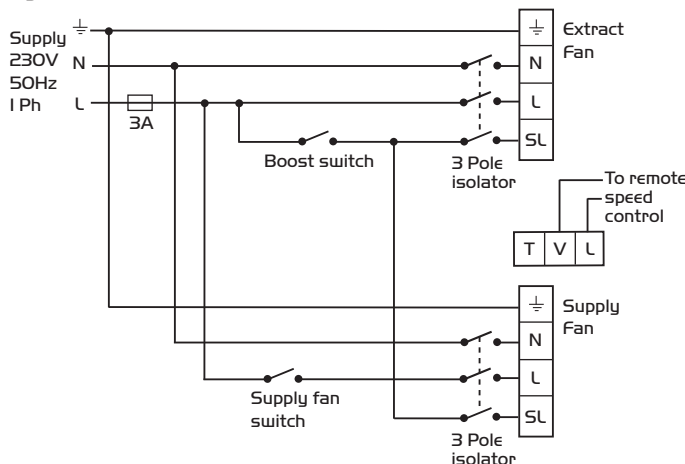 Supply
230V
50Hz
1 Ph
N
L
3A
Boost switch
3 Pole
isolator
N
L
SL
Extract
Fan
To remote
speed
control
T V L
Supply fan
switch
3 Pole
isolator
N
L
SL
Supply
Fan